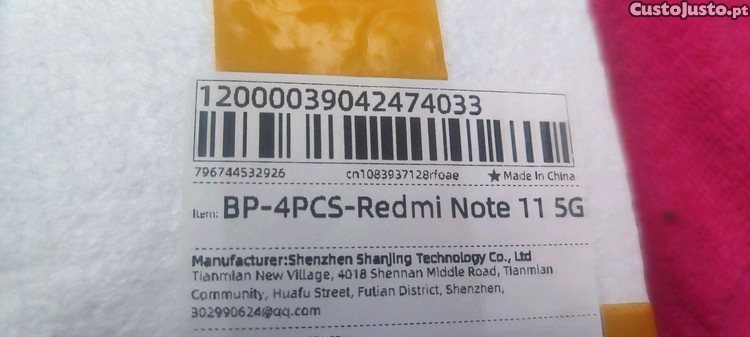 CustoJusto.pt
12000039042474033
796744532926 cn1083937128rfoae ★ Made In China
Item: BP-4PCS-Redmi Note 11 5G
Manufacturer:Shenzhen Shanjing Technology Co., Ltd
Tianmian New Village, 4018 Shennan Middle Road, Tianmian
Community, Huafu Street, Futian District, Shenzhen,
302990624@qq.com